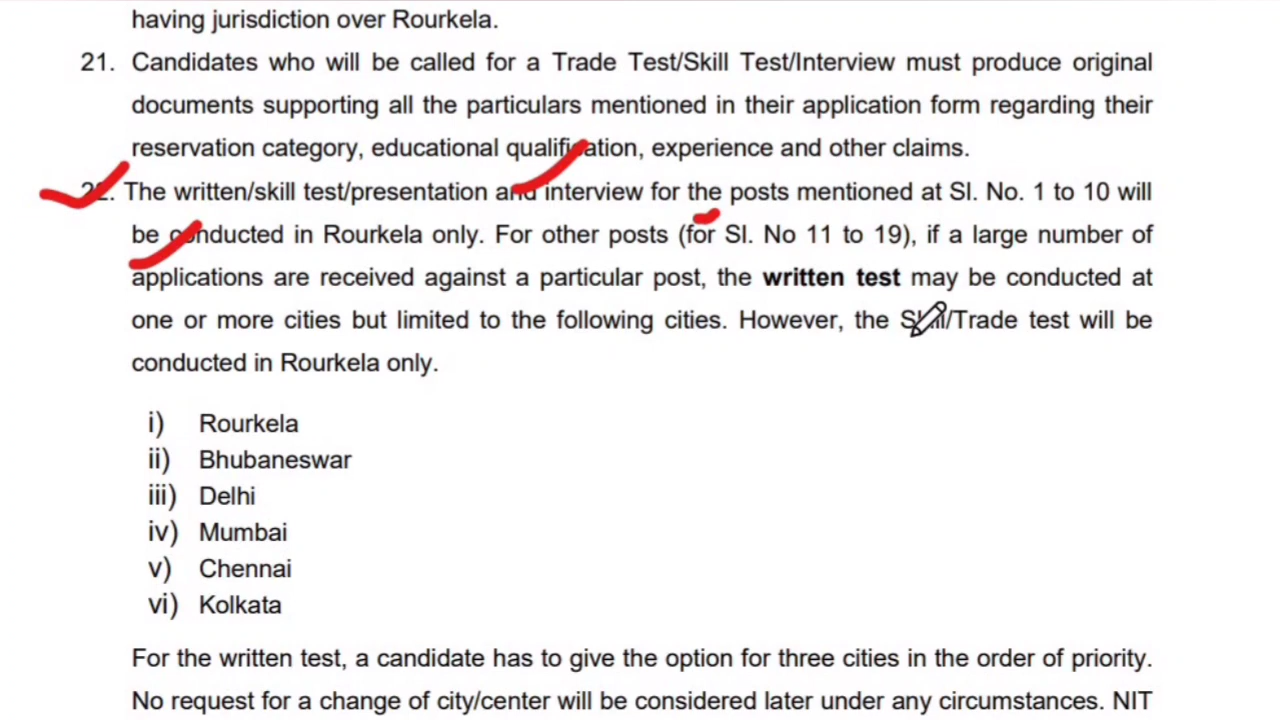 having jurisdiction over Rourkela.
21. Candidates who will be called for a Trade Test/Skill Test/Interview must produce original
documents supporting all the particulars mentioned in their application form regarding their
reservation category, educational qualification, experience and other claims.
22. The written/skill test/presentation and interview for the posts mentioned at SI. No. 1 to 10 will
be conducted in Rourkela only. For other posts (for SI. No 11 to 19), if a large number of
applications are received against a particular post, the written test may be conducted at
one or more cities but limited to the following cities. However, the Skill/Trade test will be
conducted in Rourkela only.
i) Rourkela
ii) Bhubaneswar
iii) Delhi
iv) Mumbai
v) Chennai
vi) Kolkata
For the written test, a candidate has to give the option for three cities in the order of priority.
No request for a change of city/center will be considered later under any circumstances. NIT